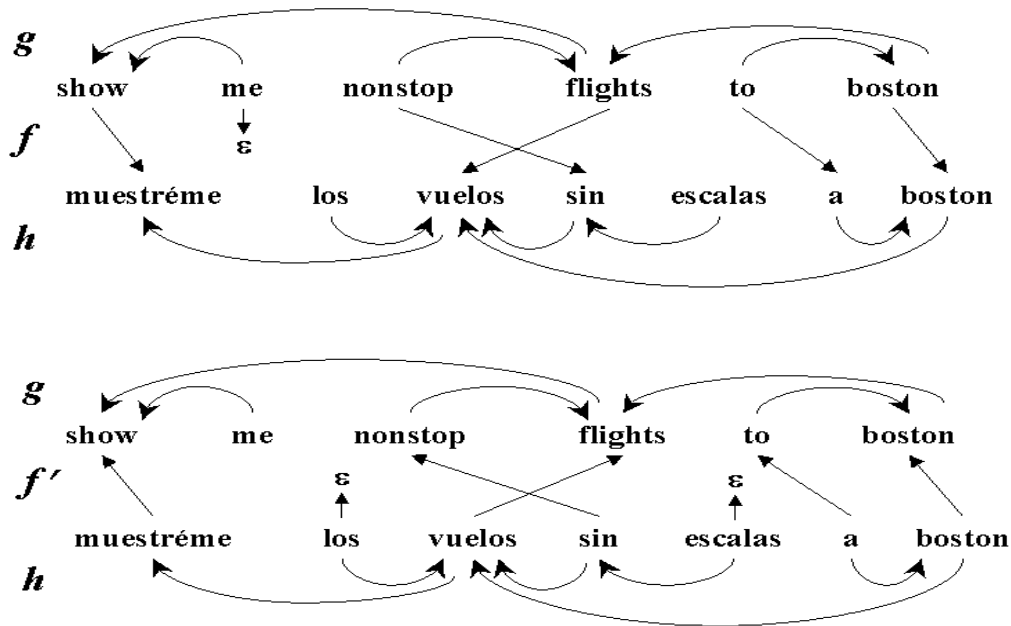 g
show me nonstop flights to boston
f
ε
muestréme los vuelos sin escalas a boston
h
g
show me nonstop flights to boston
f′ ε ε
muestréme los vuelos sin escalas a boston
h